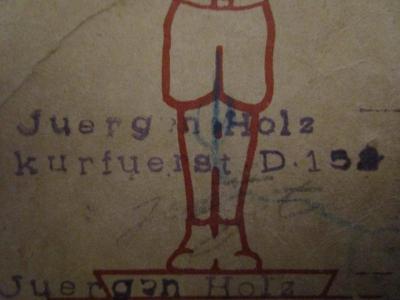 Juergen Holz
kurfuerst D.152
Juergen Holz